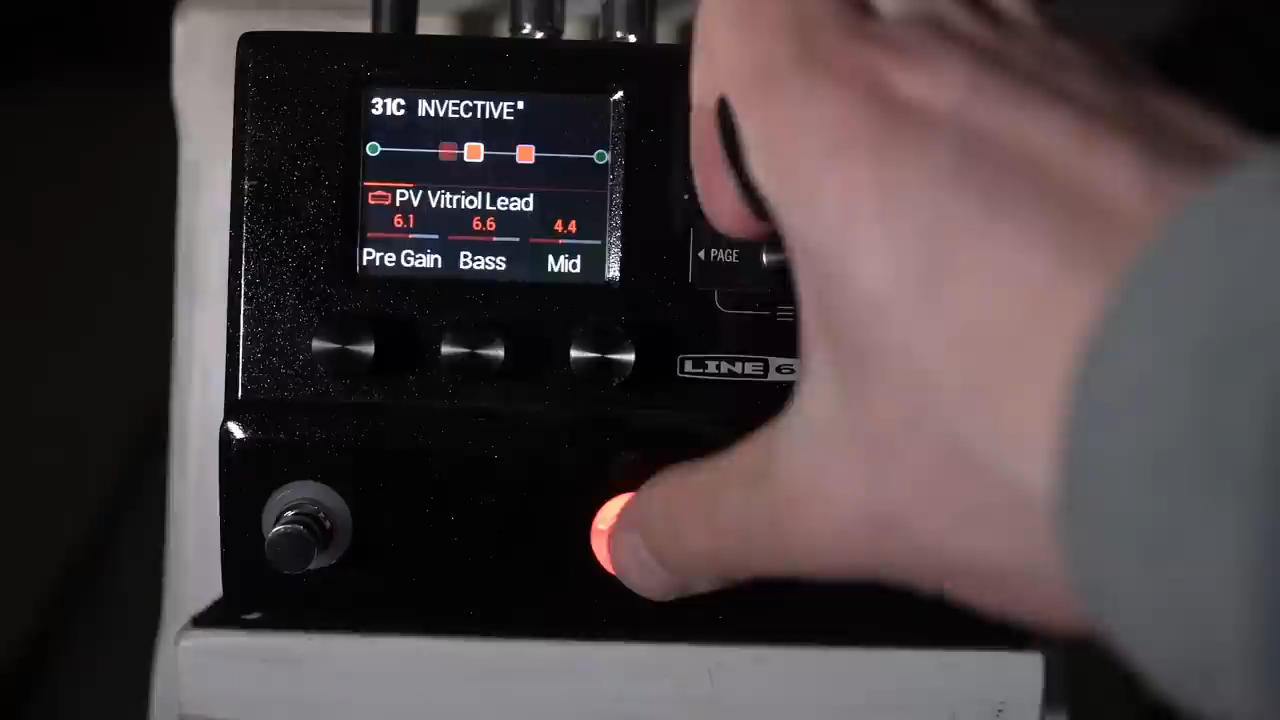 31C INVECTIVE
PV Vitriol Lead
6.1 6.6 4.4
Pre Gain Bass Mid
PAGE
LINE 6